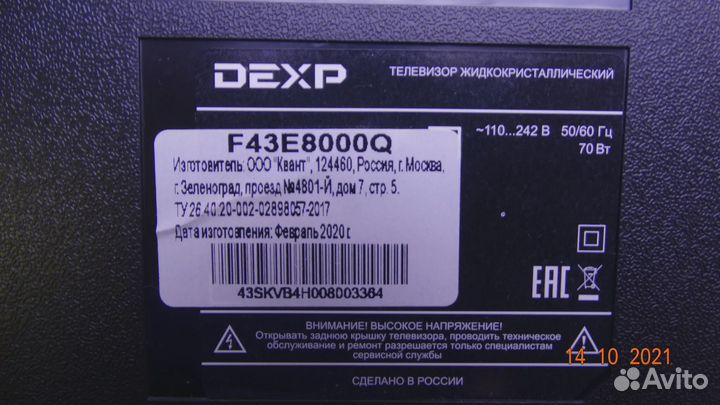 DEXP
ТЕЛЕВИЗОР ЖИДКОКРИСТАЛЛИЧЕСКИЙ
~110...242 В 50/60 Гц
70 Вт
F43E8000Q
Изготовитель: ООО "Квант", 124460, Россия, г. Москва,
г. Зеленоград, проезд №4801-Й, дом 7, стр. 5.
ТУ 26.40.20-002-02898057-2017
Дата изготовления: Февраль 2020 г.
43SKVB4H008D03364
EAC
ВНИМАНИЕ! ВЫСОКОЕ НАПРЯЖЕНИЕ!
Открывать заднюю крышку телевизора, проводить техническое
обслуживание и ремонт разрешается только специалистам
сервисной службы
СДЕЛАНО В РОССИИ
14 10 2021
Avito